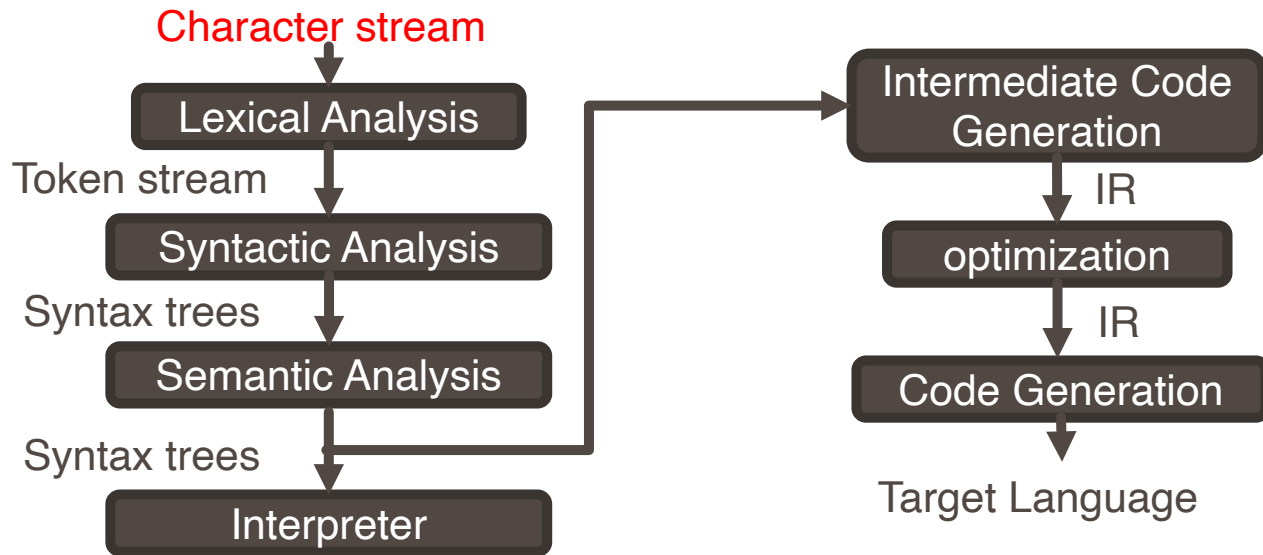 Character stream
Lexical Analysis
Token stream
Syntactic Analysis
Syntax trees
Semantic Analysis
Syntax trees
Interpreter
Intermediate Code
Generation
IR
optimization
IR
Code Generation
Target Language